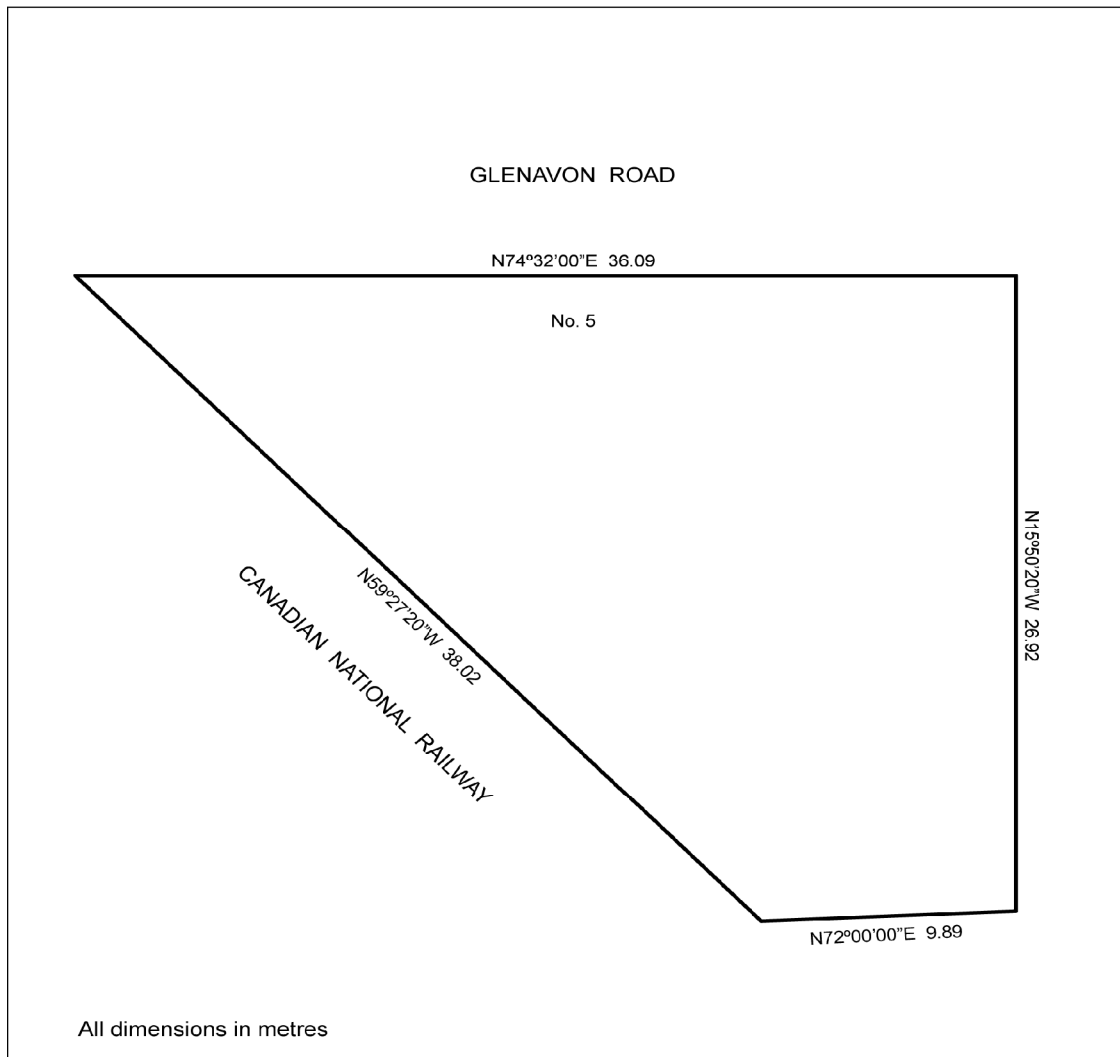 GLENAVON ROAD
N74º32’00”E 36.09
No. 5
N15º50’20”W 26.92
N59º27’20”W 38.02
CANADIAN NATIONAL RAILWAY
N72º00’00”E 9.89
All dimensions in metres